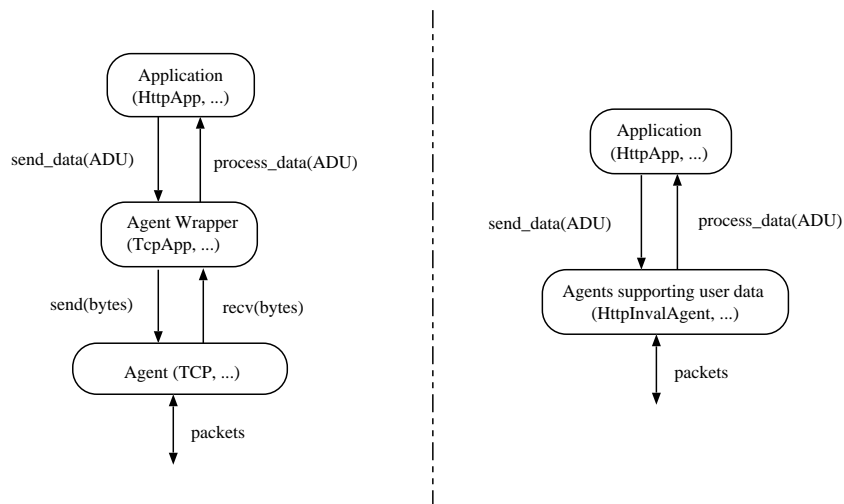 Application
(HttpApp, ...)
send_data(ADU)
process_data(ADU)
Agent Wrapper
(TcpApp, ...)
send(bytes)
recv(bytes)
Agent (TCP, ...)
packets
Application
(HttpApp, ...)
send_data(ADU)
process_data(ADU)
Agents supporting user data
(HttpInvalAgent, ...)
packets